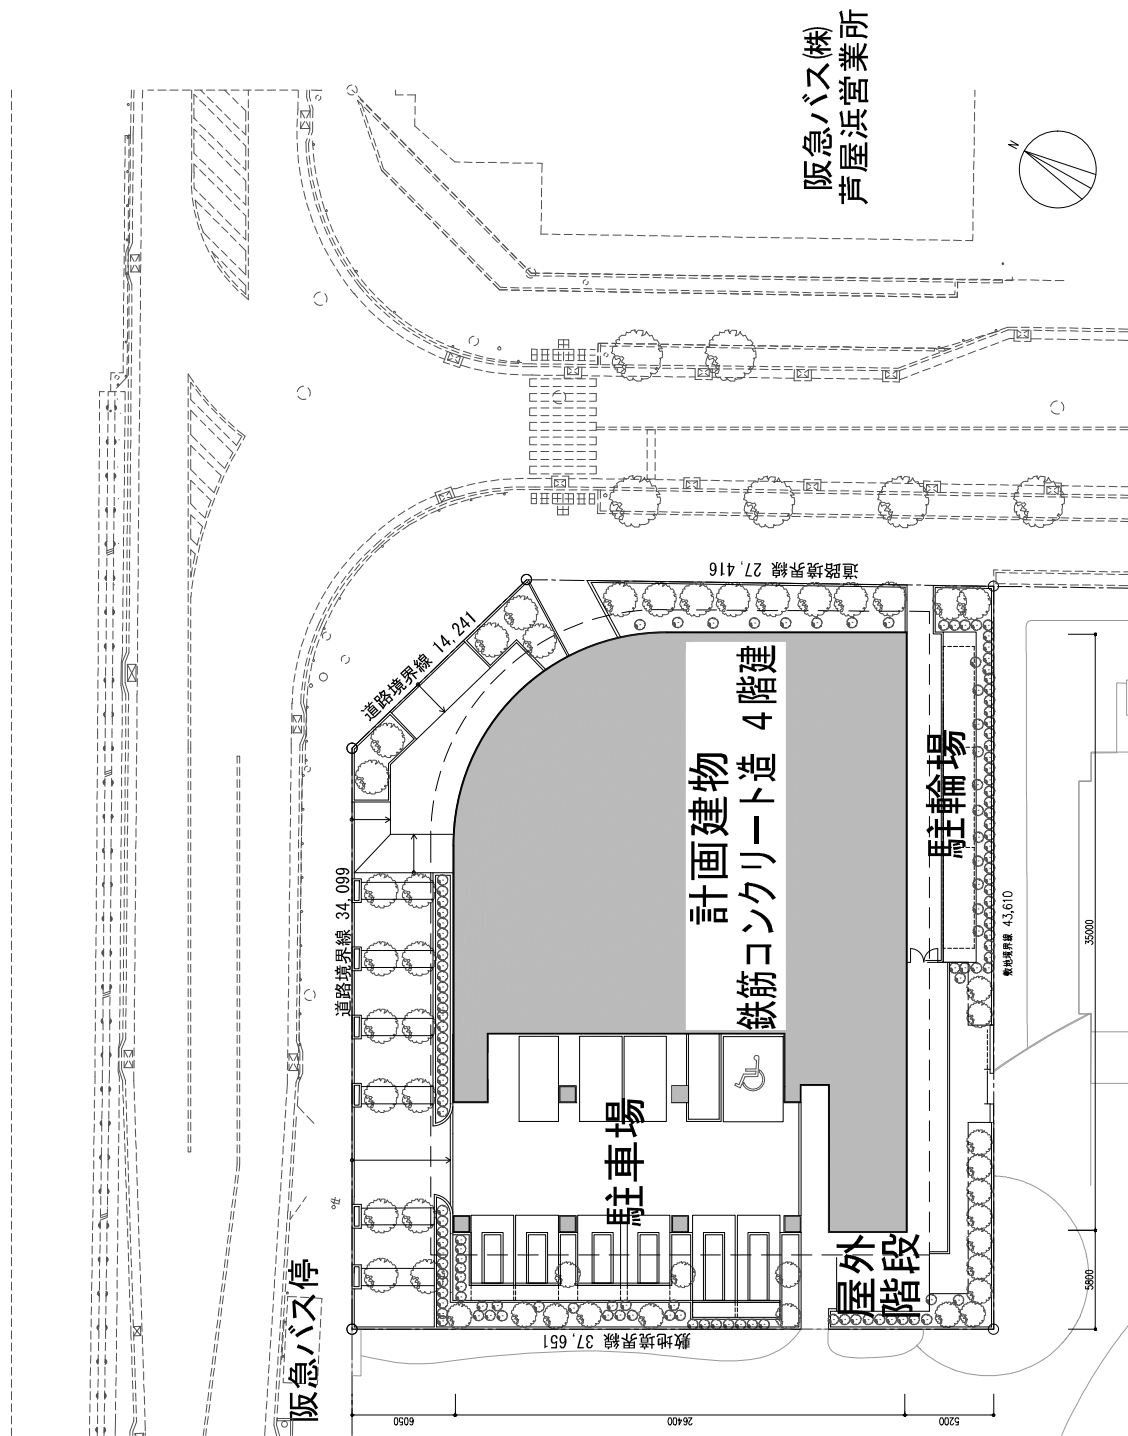 阪急バス㈱
芦屋浜営業所
N
道路境界線 27,416
道路境界線 14,241
道路境界線 34,099
計画建物
鉄筋コンクリート造 4階建
駐輪場
敷地境界線 43,610
35000
駐車場
屋外
階段
5800
阪急バス停
敷地境界線 37,651
6050
26400
5200